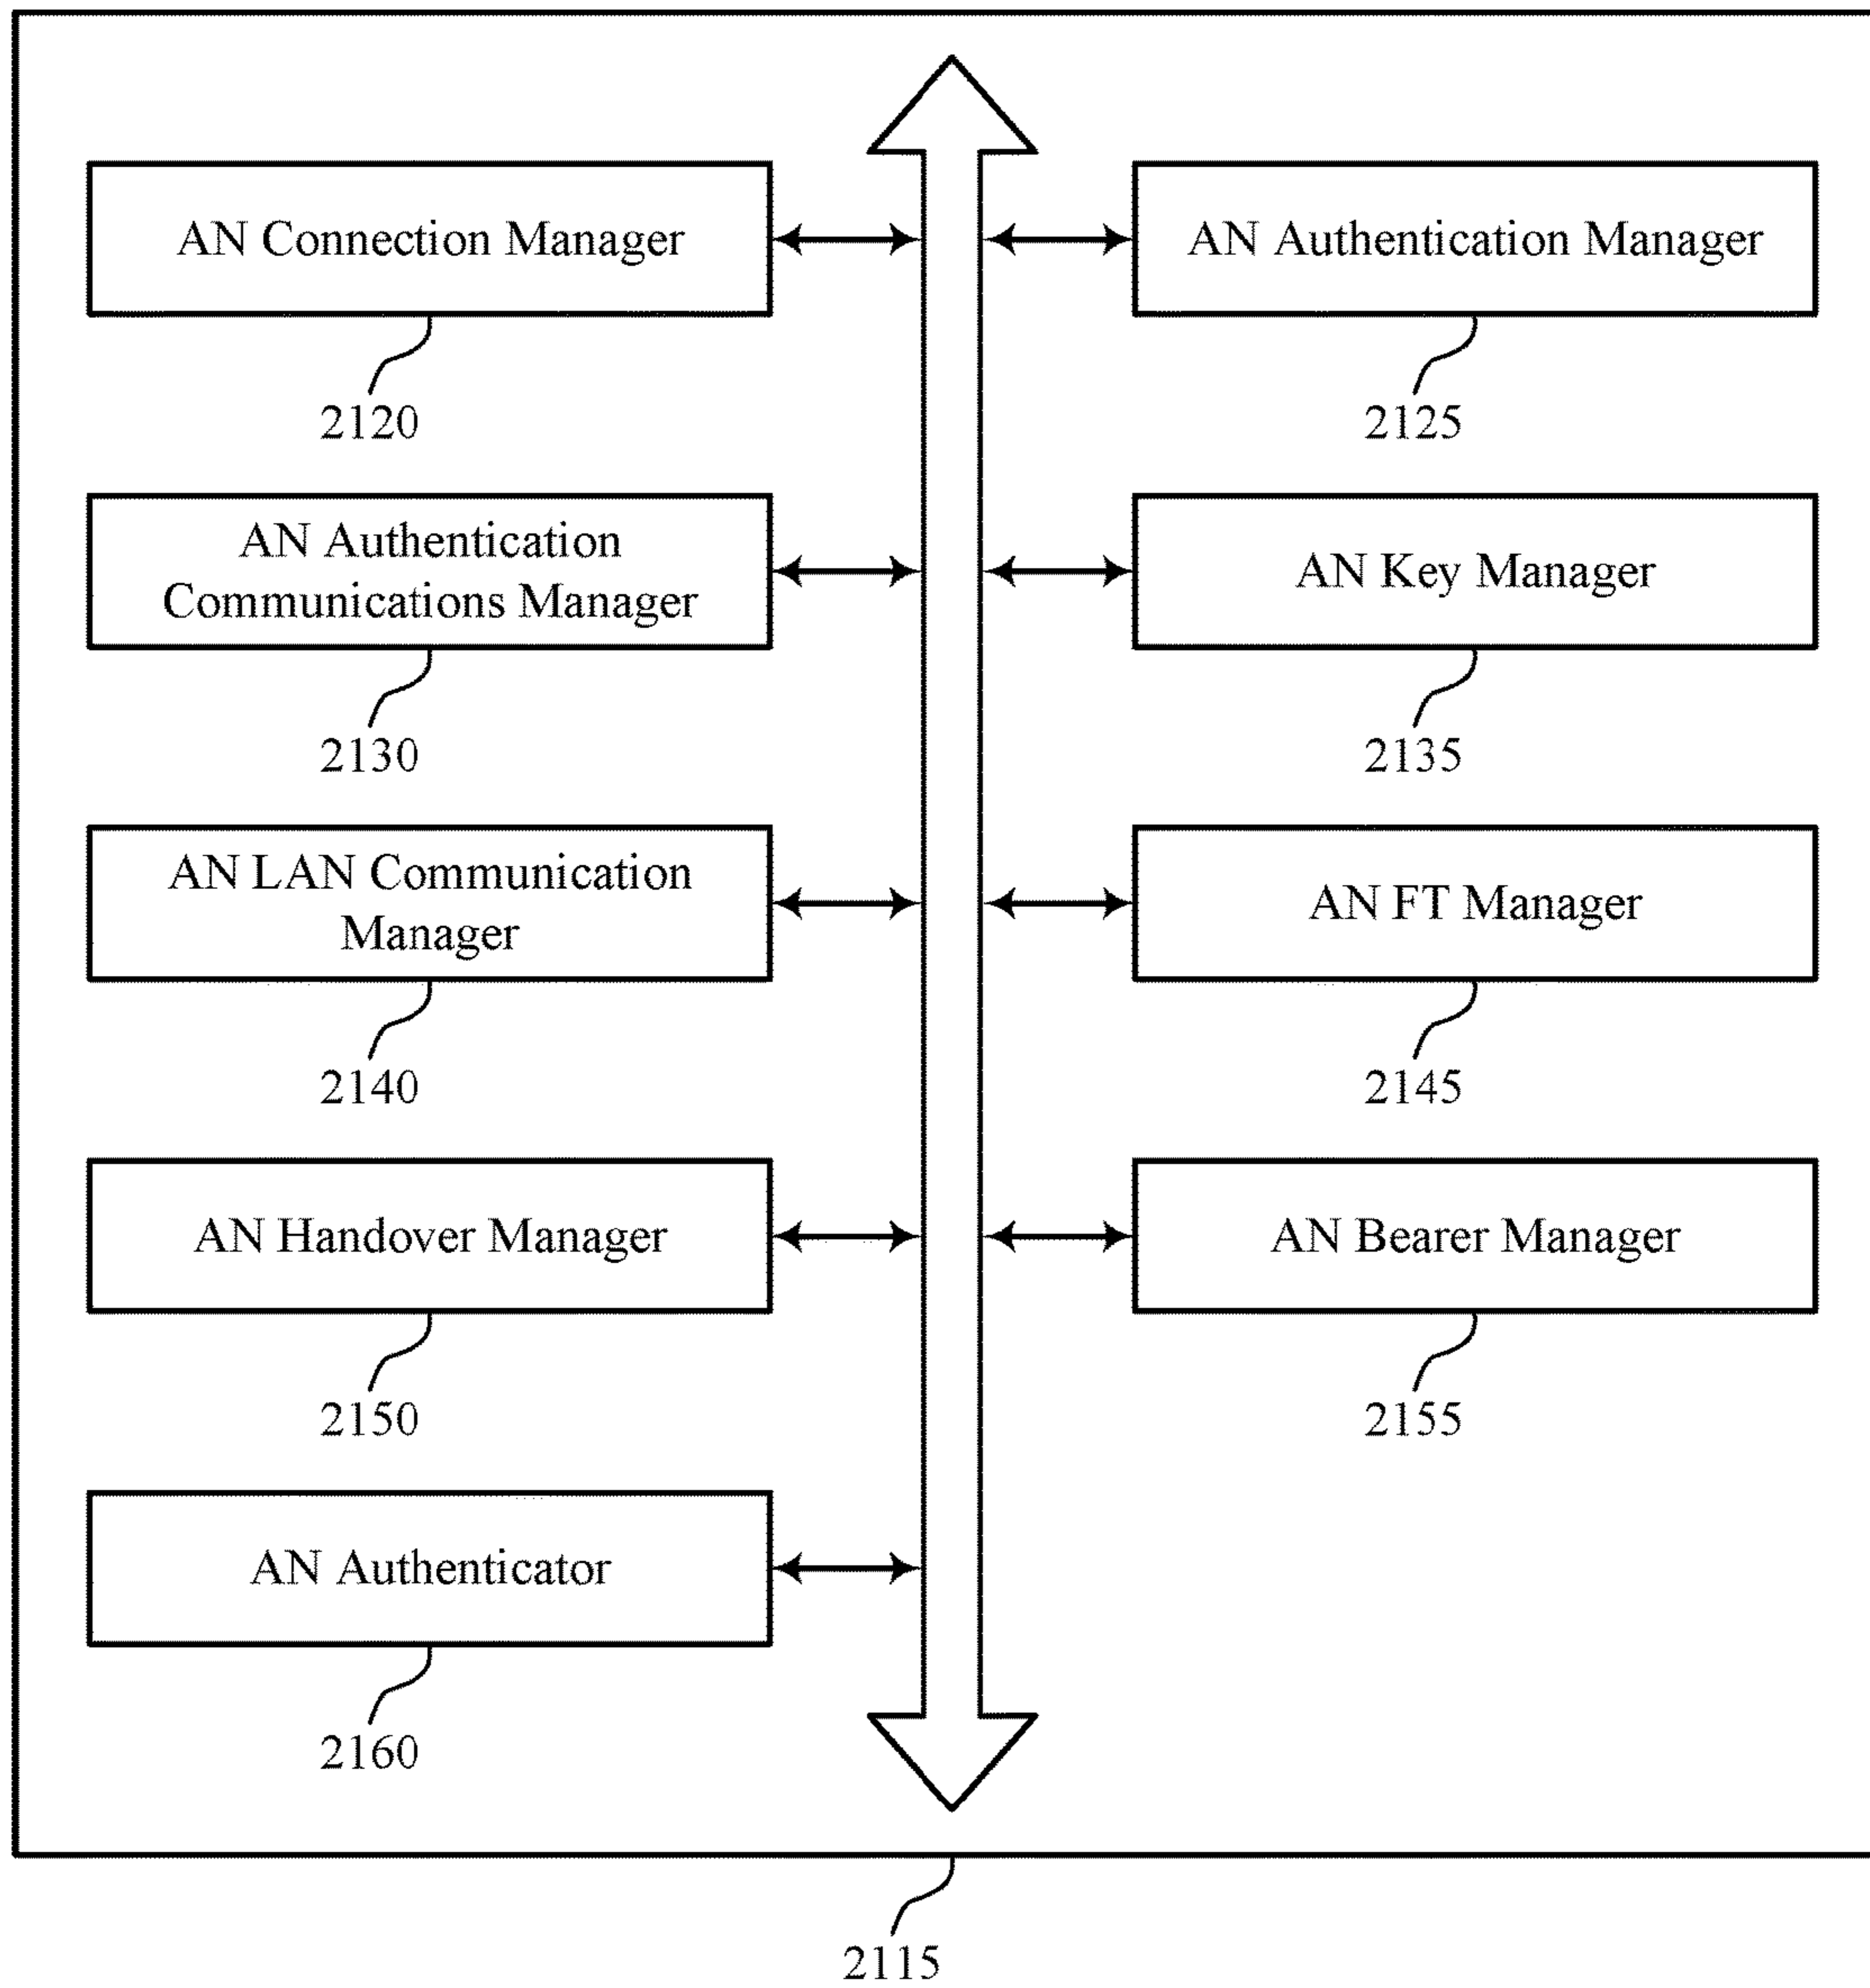 AN Connection Manager
2120
AN Authentication Manager
2125
AN Authentication
Communications Manager
2130
AN Key Manager
2135
AN LAN Communication
Manager
2140
AN FT Manager
2145
AN Handover Manager
2150
AN Bearer Manager
2155
AN Authenticator
2160
2115